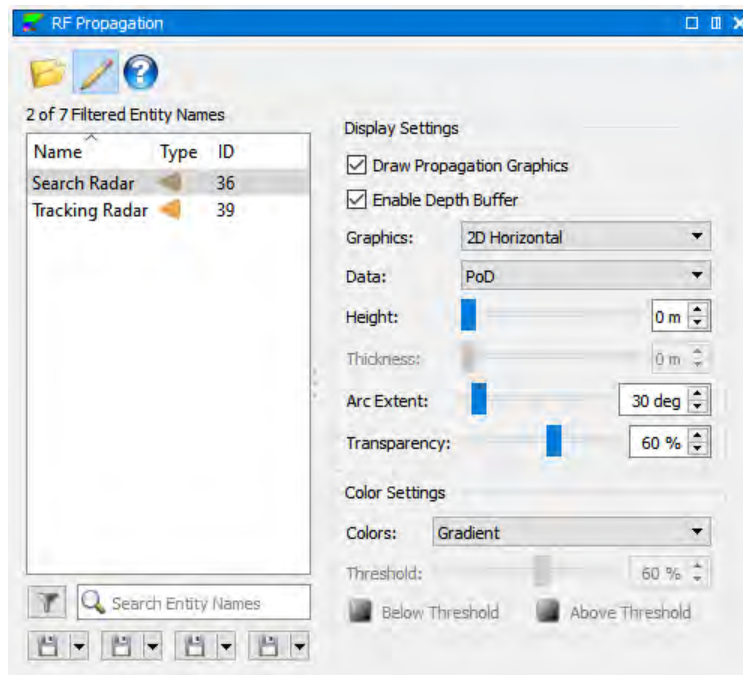 RF Propagation
2 of 7 Filtered Entity Names
Name Type ID
Search Radar 36
Tracking Radar 39
Search Entity Names
Display Settings
Draw Propagation Graphics
Enable Depth Buffer
Graphics: 2D Horizontal
Data: PoD
Height: 0 m
Thickness: 0 m
Arc Extent: 30 deg
Transparency: 60 %
Color Settings
Colors: Gradient
Threshold: 60 %
Below Threshold Above Threshold